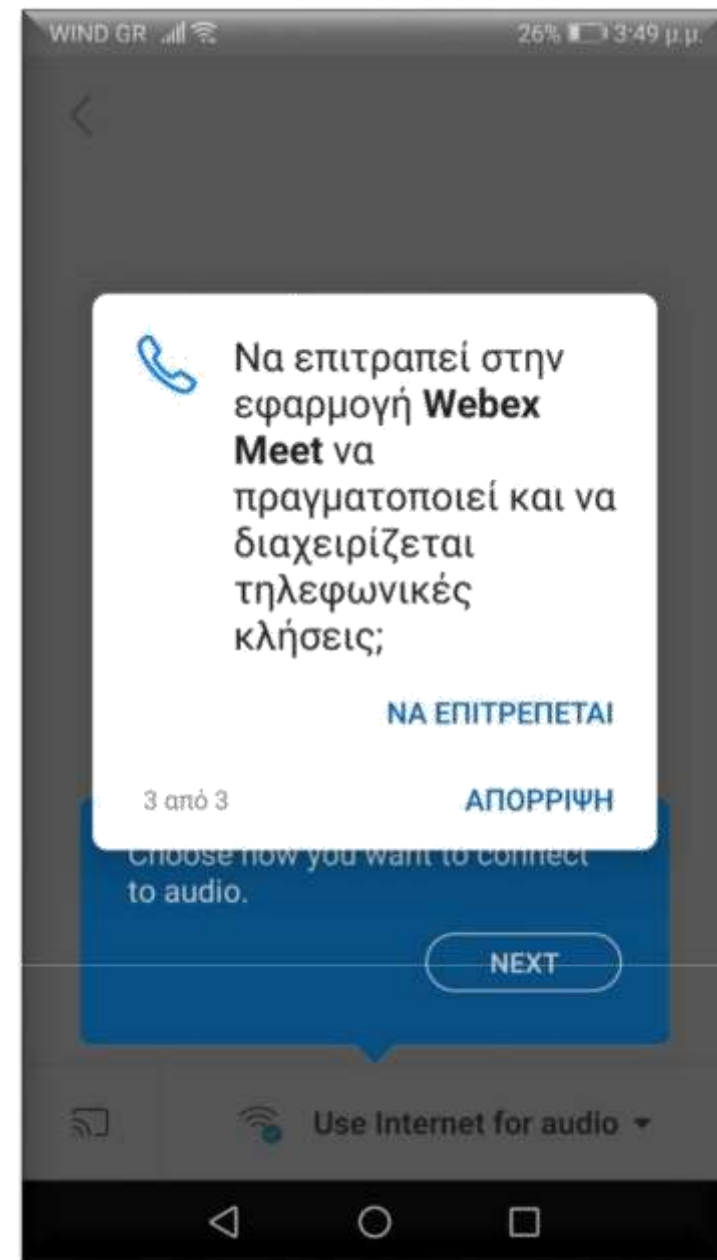 WIND GR
26% 3:49 μ.μ.
Να επιτραπεί στην
εφαρμογή Webex
Meet να
πραγματοποιεί και να
διαχειρίζεται
τηλεφωνικές
κλήσεις;
ΝΑ ΕΠΙΤΡΕΠΕΤΑΙ
3 από 3
ΑΠΟΡΡΙΨΗ
Choose how you want to connect
to audio.
NEXT
Use Internet for audio